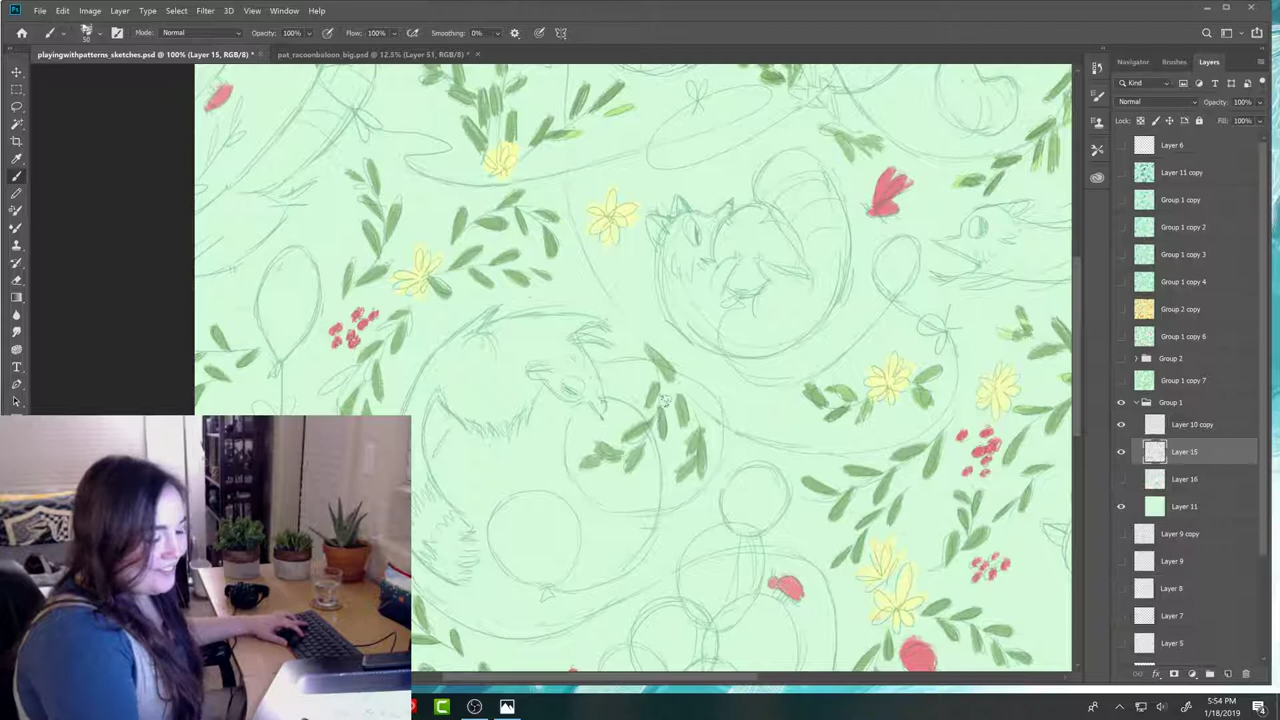 Ps File Edit Image Layer Type Select Filter 3D View Window Help
50 Mode: Normal Opacity: 100% Flow: 100% Smoothing: 0%
playingwithpatterns_sketches.psd @ 100% (Layer 15, RGB/8) * × pat_racoonbaloon_big.psd @ 12.5% (Layer 51, RGB/8) * ×
Navigator Brushes Layers
Kind
Normal Opacity: 100%
Lock: Fill: 100%
Layer 6
Layer 11 copy
Group 1 copy
Group 1 copy 2
Group 1 copy 3
Group 1 copy 4
Group 2 copy
Group 1 copy 6
Group 2
Group 1 copy 7
Group 1
Layer 10 copy
Layer 15
Layer 16
Layer 11
Layer 9 copy
Layer 9
Layer 8
Layer 7
Layer 5
fx
5:54 PM
1/18/2019
4